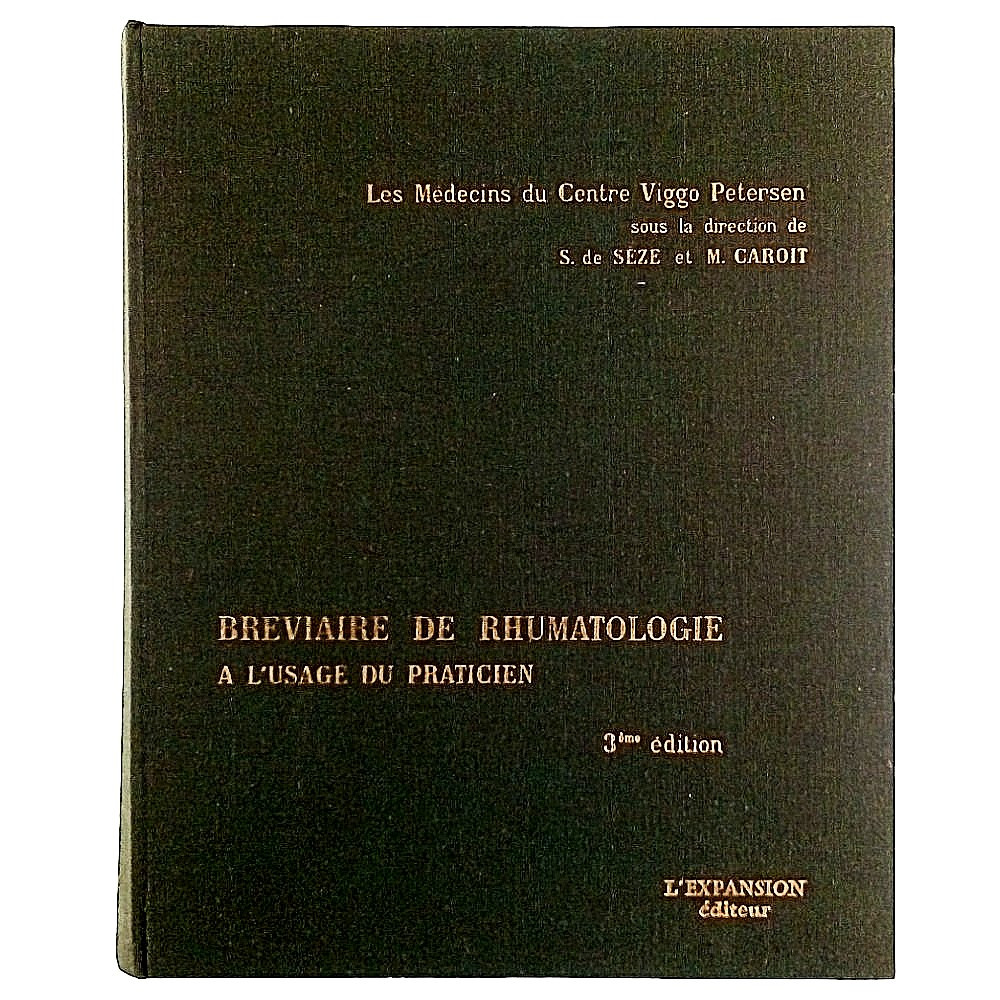 Les Médecins du Centre Viggo Petersen
sous la direction de
S. de SÈZE et M. CAROIT
BREVIAIRE DE RHUMATOLOGIE
A L'USAGE DU PRATICIEN
3ème édition
L'EXPANSION
éditeur